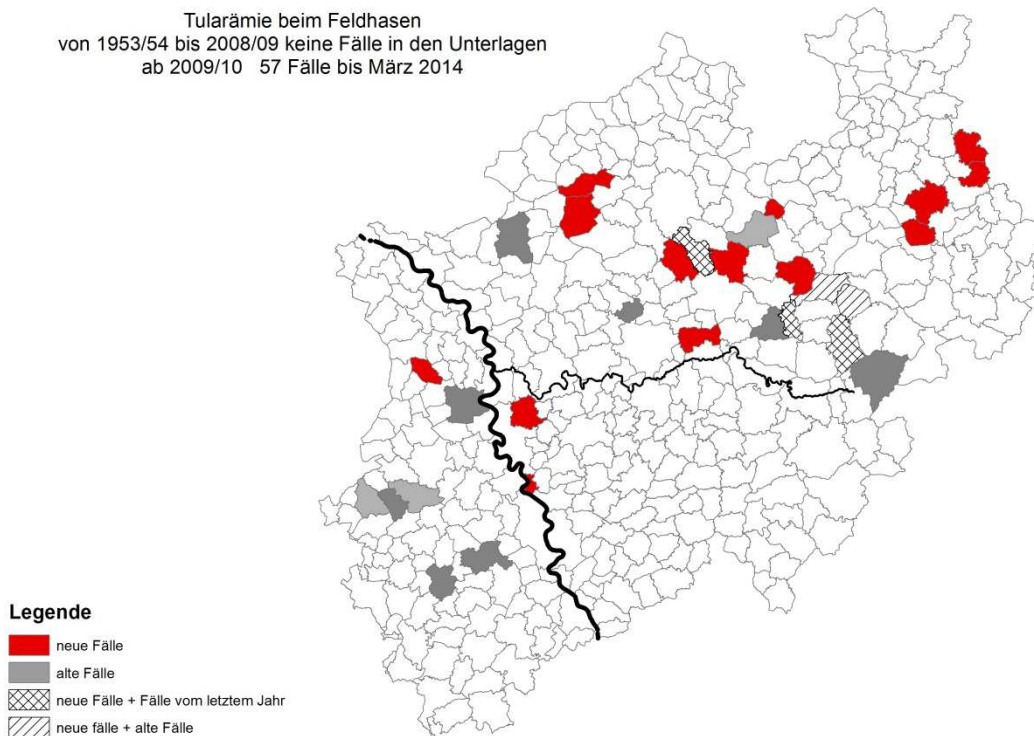 Tularämie beim Feldhasen
von 1953/54 bis 2008/09 keine Fälle in den Unterlagen
ab 2009/10 57 Fälle bis März 2014
Legende
neue Fälle
alte Fälle
neue Fälle + Fälle vom letztem Jahr
neue fälle + alte Fälle